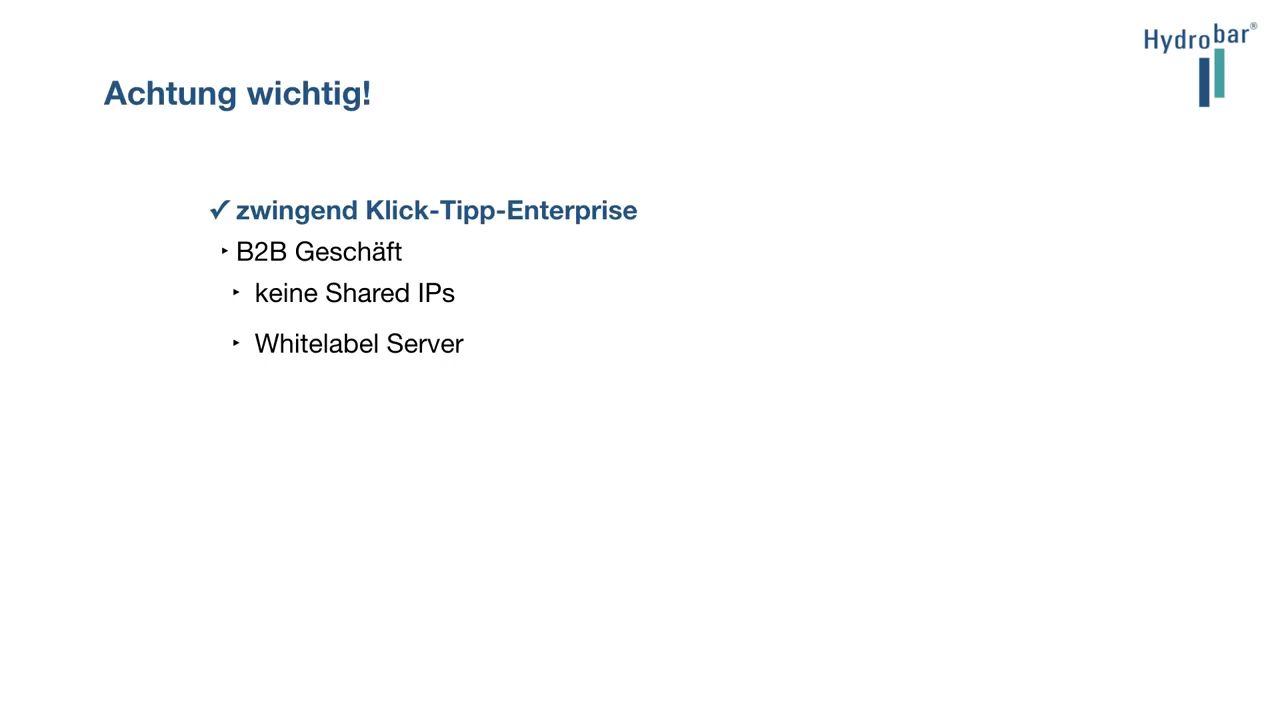 Hydrobar®
Achtung wichtig!
✓ zwingend Klick-Tipp-Enterprise
‣ B2B Geschäft
‣ keine Shared IPs
‣ Whitelabel Server